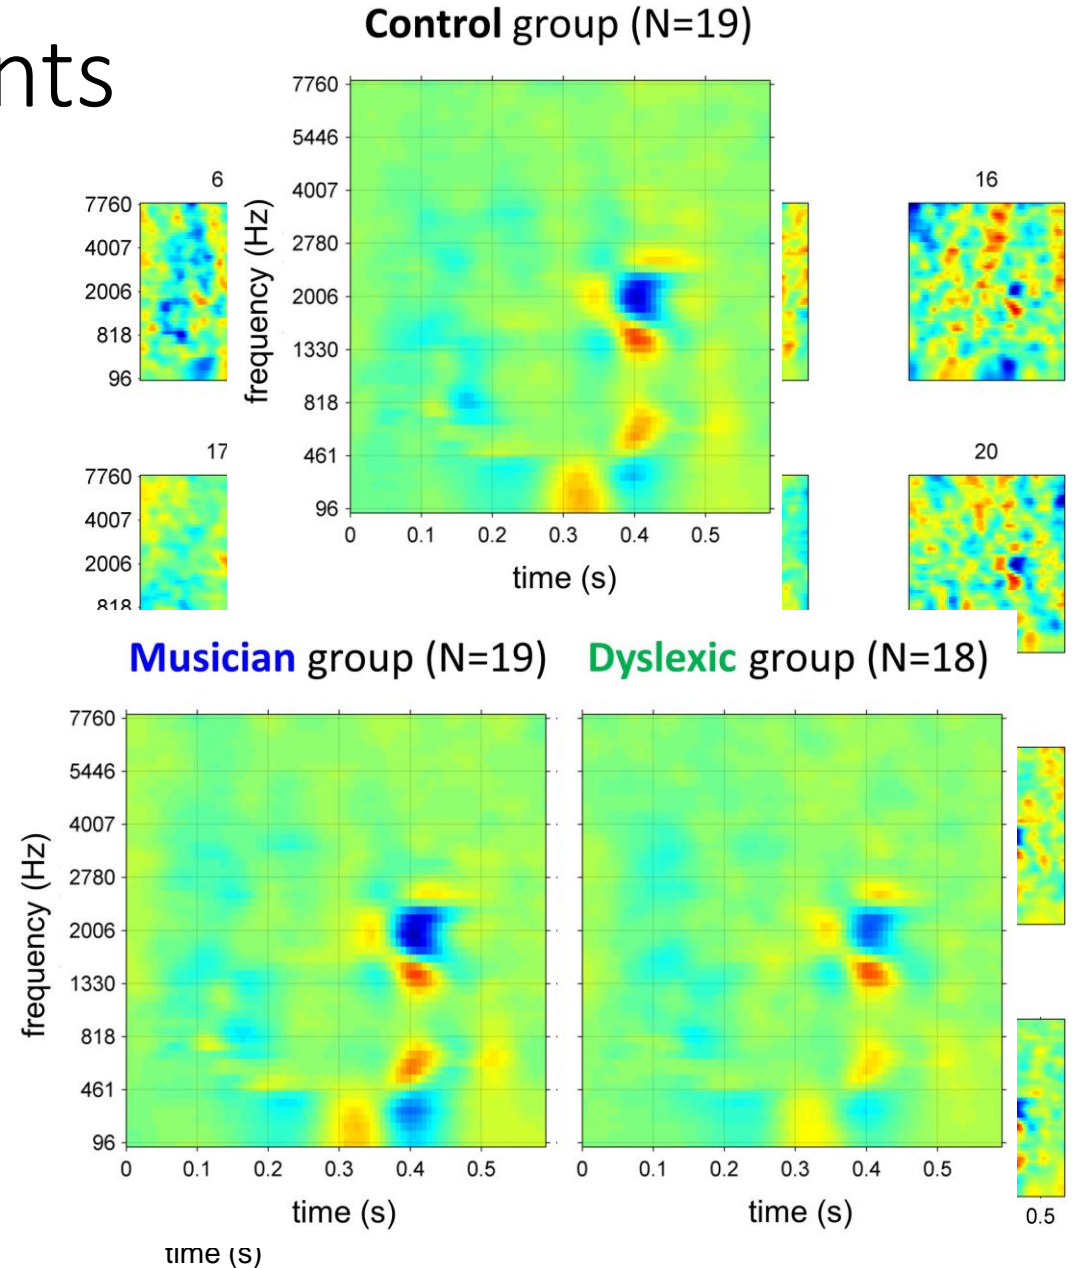 nts
Control group (N=19)
7760
5446
4007
2780
2006
1330
818
461
96
0 0.1 0.2 0.3 0.4 0.5
frequency (Hz)
time (s)
6
7760
4007
2006
818
96
16
17
7760
4007
2006
818
20
Musician group (N=19)
7760
5446
4007
2780
2006
1330
818
461
96
0 0.1 0.2 0.3 0.4 0.5
frequency (Hz)
time (s)
Dyslexic group (N=18)
0 0.1 0.2 0.3 0.4 0.5
time (s)
0.5
time (s)